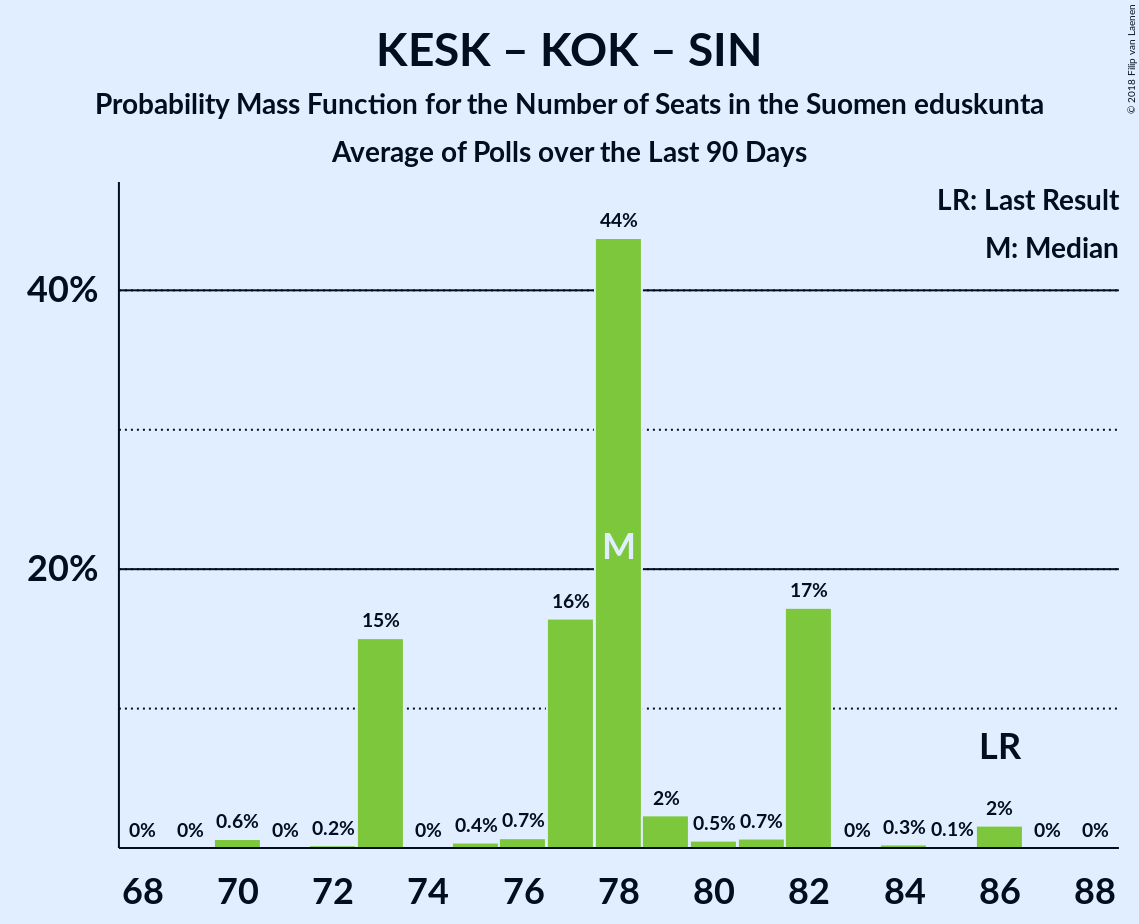 KESK – KOK – SIN
Probability Mass Function for the Number of Seats in the Suomen eduskunta
Average of Polls over the Last 90 Days
© 2018 Filip van Laenen
LR: Last Result
M: Median
40%
20%
0% 0% 0.6% 0% 0.2% 15% 0% 0.4% 0.7% 16% 44% 2% 0.5% 0.7% 17% 0% 0.3% 0.1% 2% 0% 0%
M
LR
68 70 72 74 76 78 80 82 84 86 88